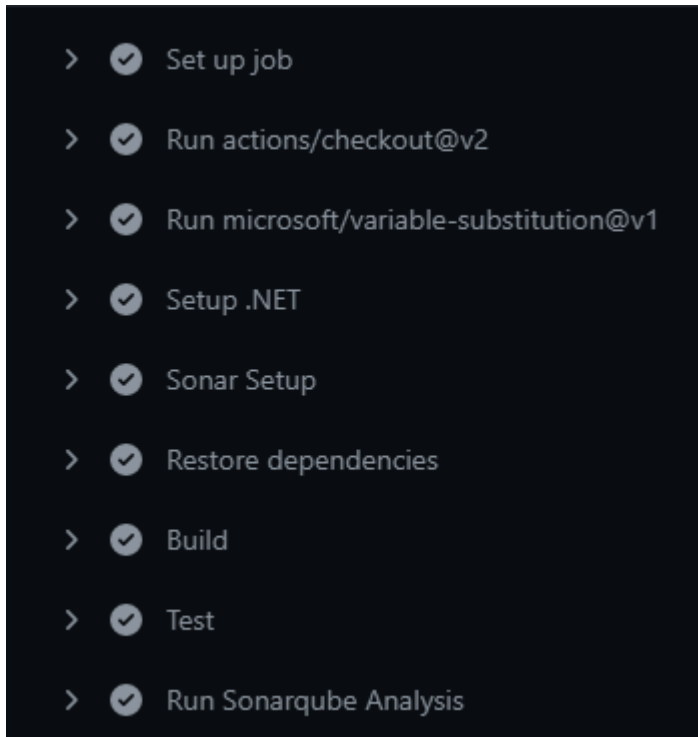 Set up job
Run actions/checkout@v2
Run microsoft/variable-substitution@v1
Setup .NET
Sonar Setup
Restore dependencies
Build
Test
Run Sonarqube Analysis